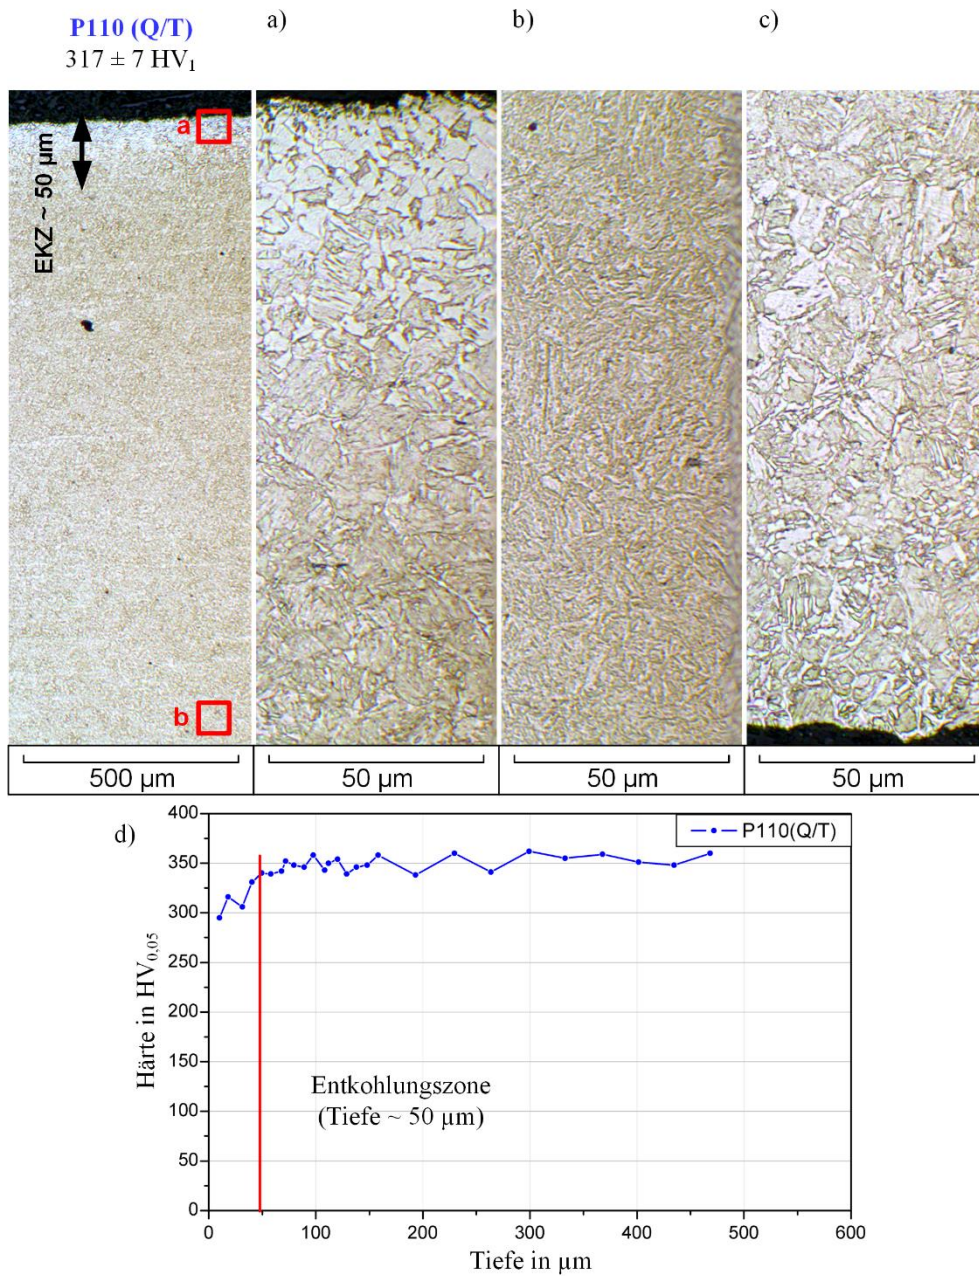 P110 (Q/T)
317 ± 7 HV1
a)
b)
c)
a
EKZ ~ 50 µm
b
500 µm
50 µm
50 µm
50 µm
d)
P110(Q/T)
400
350
300
250
200
150
100
50
0
Härte in HV0,05
Entkohlungszone
(Tiefe ~ 50 µm)
0
100
200
300
400
500
600
Tiefe in µm